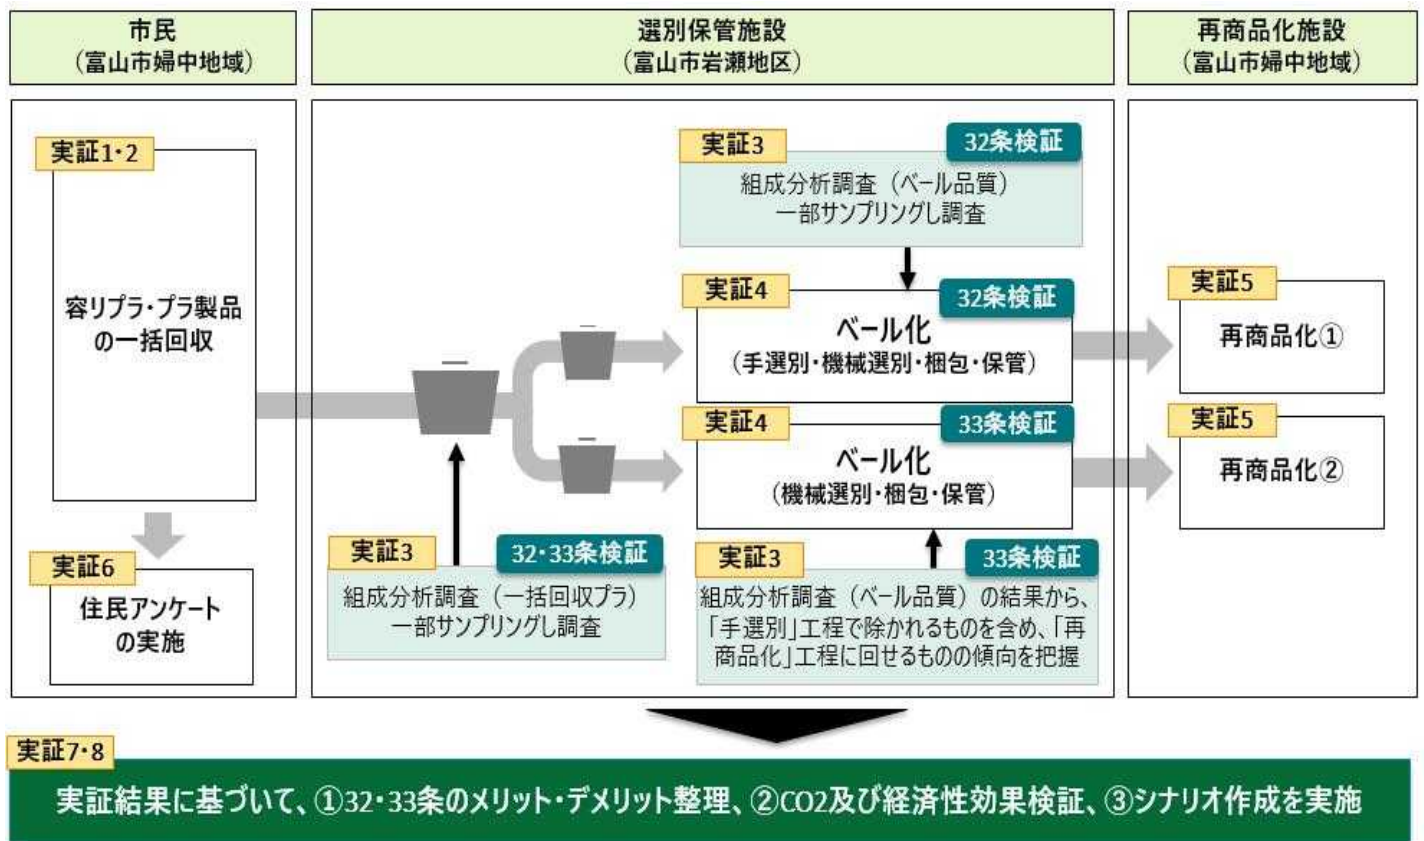 市民
（富山市婦中地域）
選別保管施設
（富山市岩瀬地区）
再商品化施設
（富山市婦中地域）
実証1・2
容リプラ・プラ製品
の一括回収
実証6
住民アンケート
の実施
実証3
32条検証
組成分析調査（ベール品質）
一部サンプリングし調査
実証4
32条検証
ベール化
（手選別・機械選別・梱包・保管）
実証4
33条検証
ベール化
（機械選別・梱包・保管）
実証3
32・33条検証
組成分析調査（一括回収プラ）
一部サンプリングし調査
実証3
33条検証
組成分析調査（ベール品質）の結果から、
「手選別」工程で除かれるものを含め、「再
商品化」工程に回せるものの傾向を把握
実証5
再商品化①
実証5
再商品化②
実証7・8
実証結果に基づいて、①32・33条のメリット・デメリット整理、②CO2及び経済性効果検証、③シナリオ作成を実施